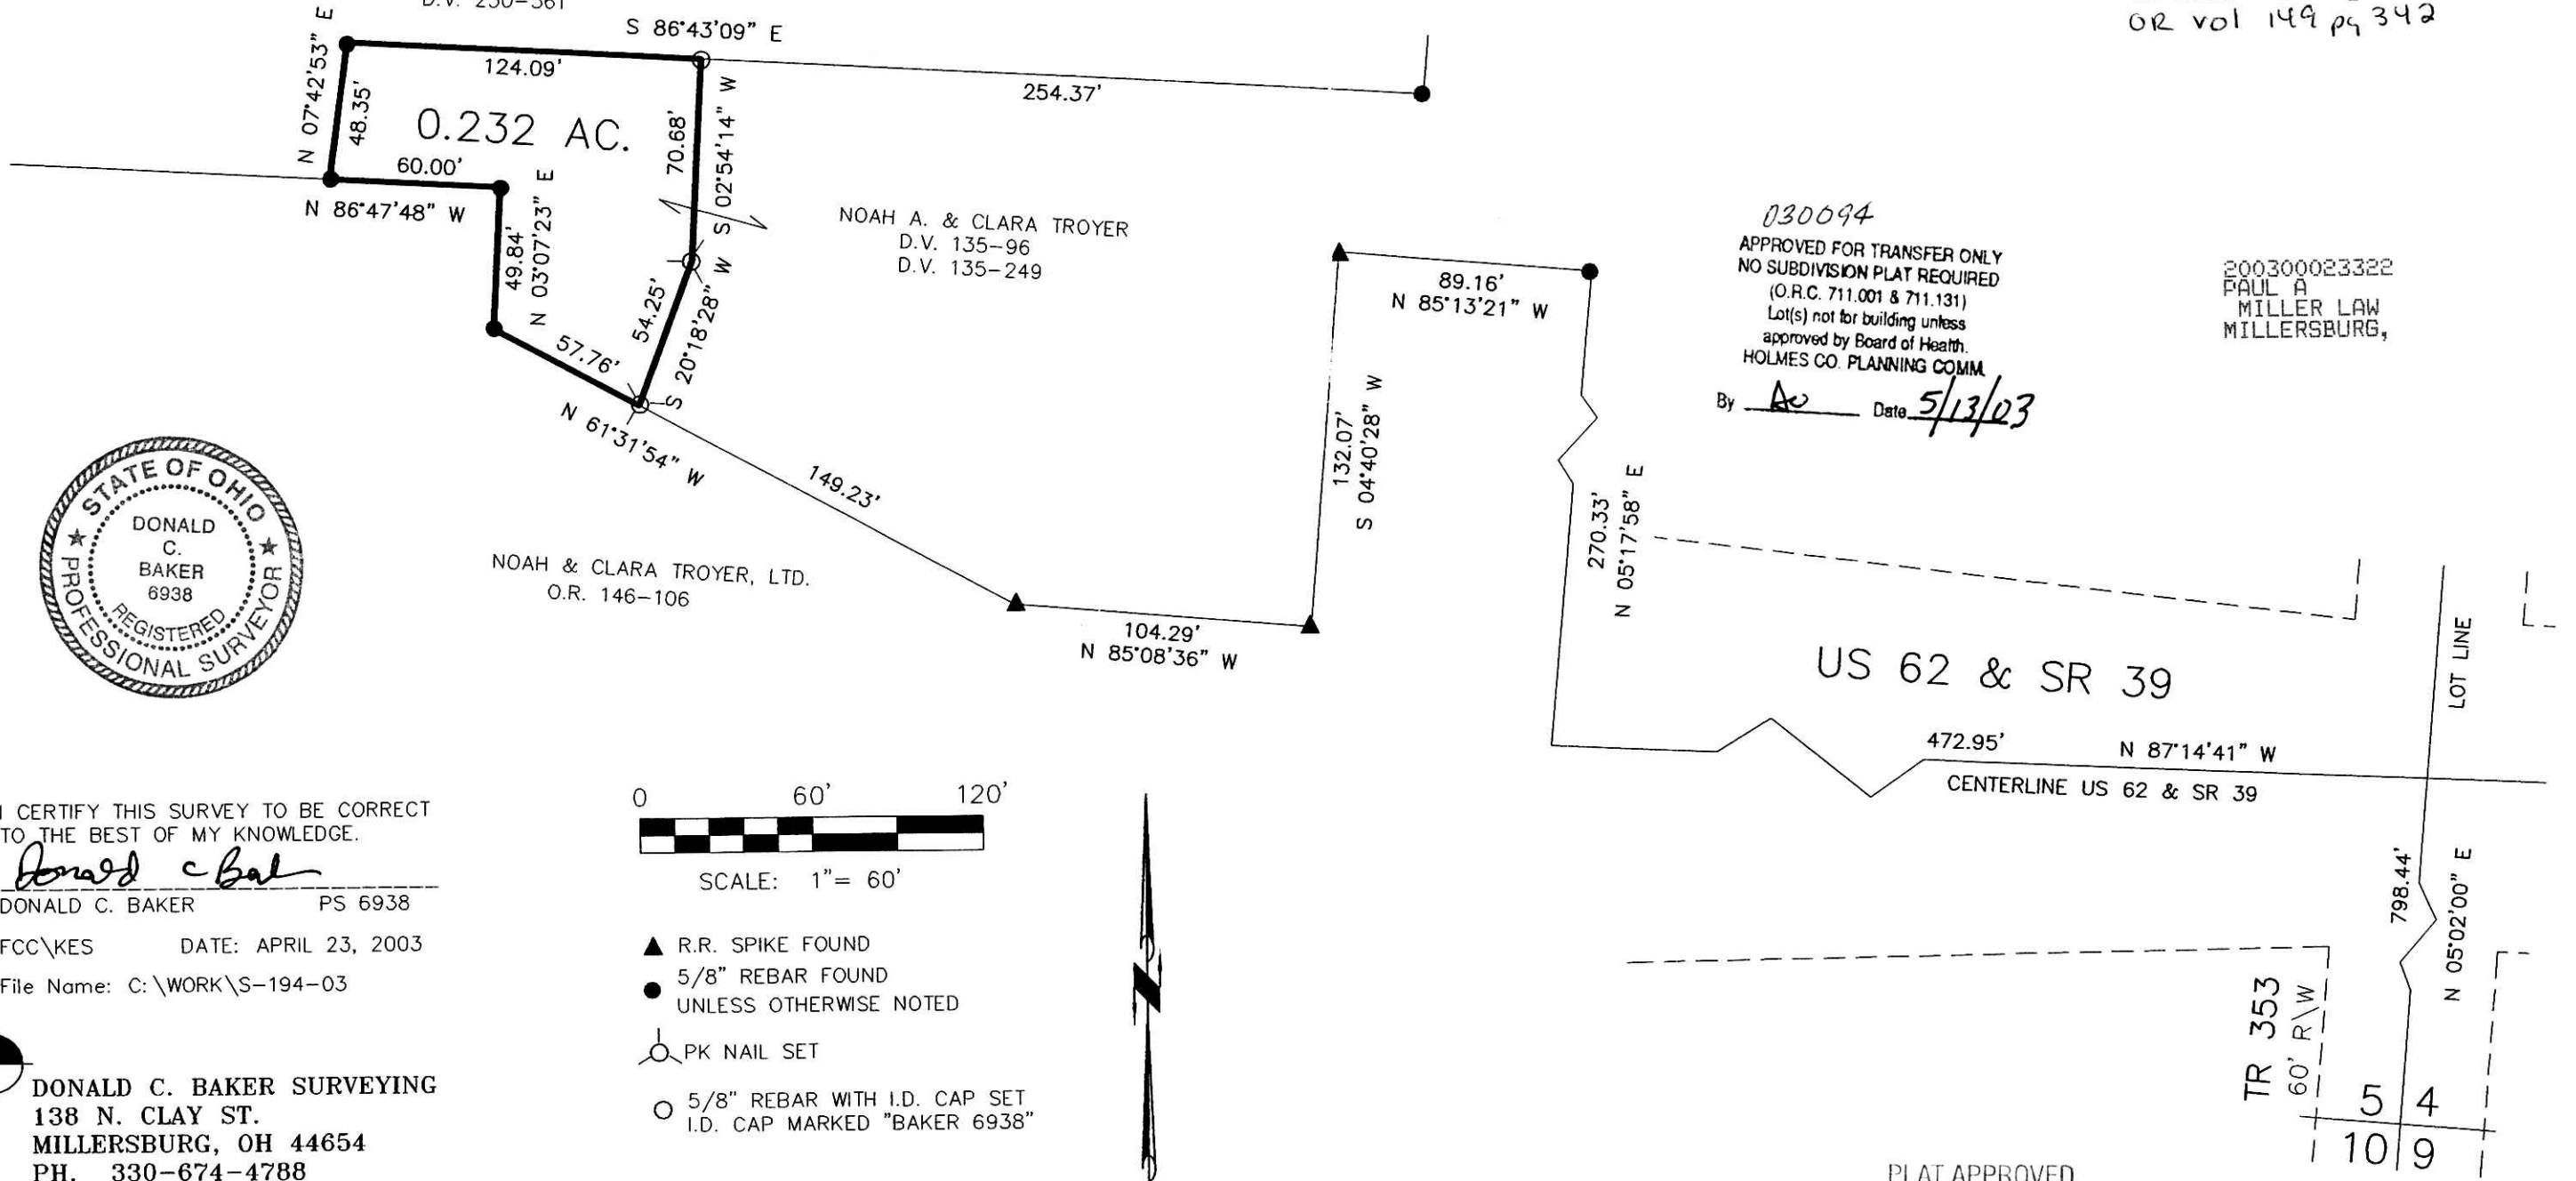 D.V. 250-361
OR vol 149 pg 342
S 86°43'09" E
124.09'
254.37'
N 07°42'53" E
48.35'
0.232 AC.
70.68'
S 02°54'14" W
60.00'
N 86°47'48" W
49.84'
N 03°07'23" E
54.25'
S 20°18'28" W
57.76'
N 61°31'54" W
NOAH A. & CLARA TROYER
D.V. 135-96
D.V. 135-249
89.16'
N 85°13'21" W
030094
APPROVED FOR TRANSFER ONLY
NO SUBDIVISION PLAT REQUIRED
(O.R.C. 711.001 & 711.131)
Lot(s) not for building unless
approved by Board of Health.
HOLMES CO. PLANNING COMM.
By Date 5/13/03
200300023322
PAUL A
MILLER LAW
MILLERSBURG,
132.07'
S 04°40'28" W
149.23'
270.33'
N 05°17'58" E
STATE OF OHIO
DONALD
C.
BAKER
6938
REGISTERED
PROFESSIONAL SURVEYOR
NOAH & CLARA TROYER, LTD.
O.R. 146-106
104.29'
N 85°08'36" W
US 62 & SR 39
LOT LINE
472.95' N 87°14'41" W
CENTERLINE US 62 & SR 39
798.44'
N 05°02'00" E
I CERTIFY THIS SURVEY TO BE CORRECT
TO THE BEST OF MY KNOWLEDGE.
Donald C Bak
DONALD C. BAKER PS 6938
FCC\KES DATE: APRIL 23, 2003
File Name: C:\WORK\S-194-03
DONALD C. BAKER SURVEYING
138 N. CLAY ST.
MILLERSBURG, OH 44654
PH. 330-674-4788
0 60' 120'
SCALE: 1"= 60'
R.R. SPIKE FOUND
5/8" REBAR FOUND
UNLESS OTHERWISE NOTED
PK NAIL SET
5/8" REBAR WITH I.D. CAP SET
I.D. CAP MARKED "BAKER 6938"
N
TR 353
60' R\W
5 4
10 9
PLAT APPROVED